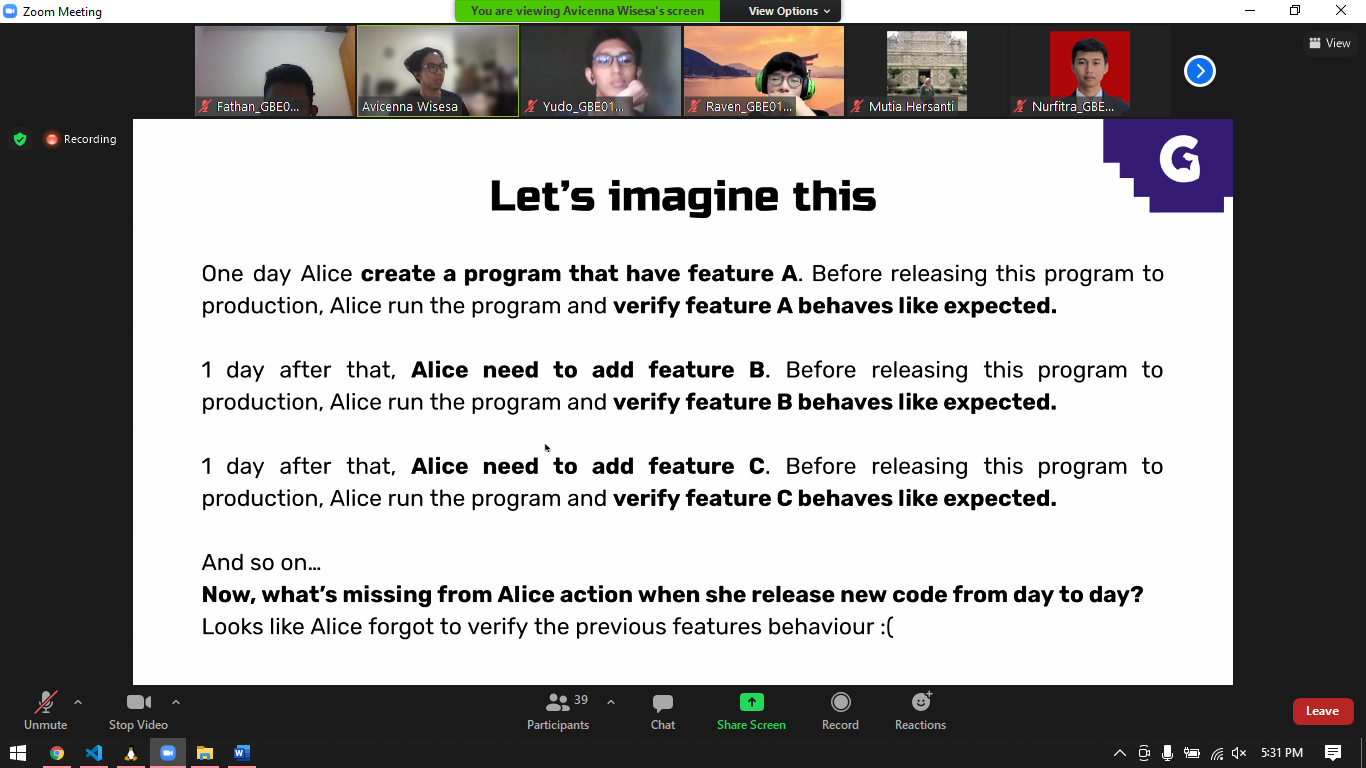 Zoom Meeting
You are viewing Avicenna Wisesa's screen
View Options
View
Fathan_GBE0...
Avicenna Wisesa
Yudo_GBE01...
Raven_GBE01...
Mutia Hersanti
Nurfitra_GBE...
Recording
G
Let's imagine this
One day Alice create a program that have feature A. Before releasing this program to
production, Alice run the program and verify feature A behaves like expected.
1 day after that, Alice need to add feature B. Before releasing this program to
production, Alice run the program and verify feature B behaves like expected.
1 day after that, Alice need to add feature C. Before releasing this program to
production, Alice run the program and verify feature C behaves like expected.
And so on...
Now, what's missing from Alice action when she release new code from day to day?
Looks like Alice forgot to verify the previous features behaviour :(
Unmute
Stop Video
Participants
39
Chat
Share Screen
Record
Reactions
Leave
5:31 PM